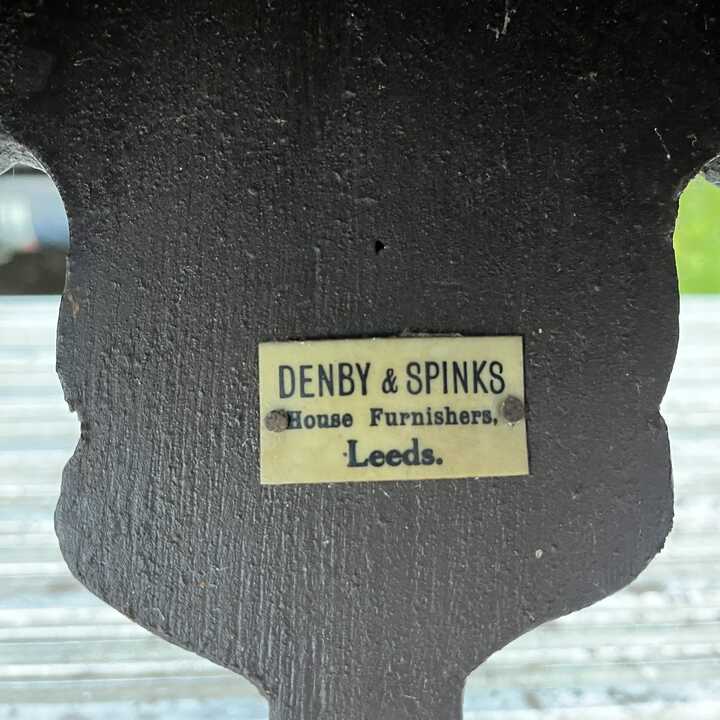 DENBY & SPINKS
House Furnishers,
Leeds.